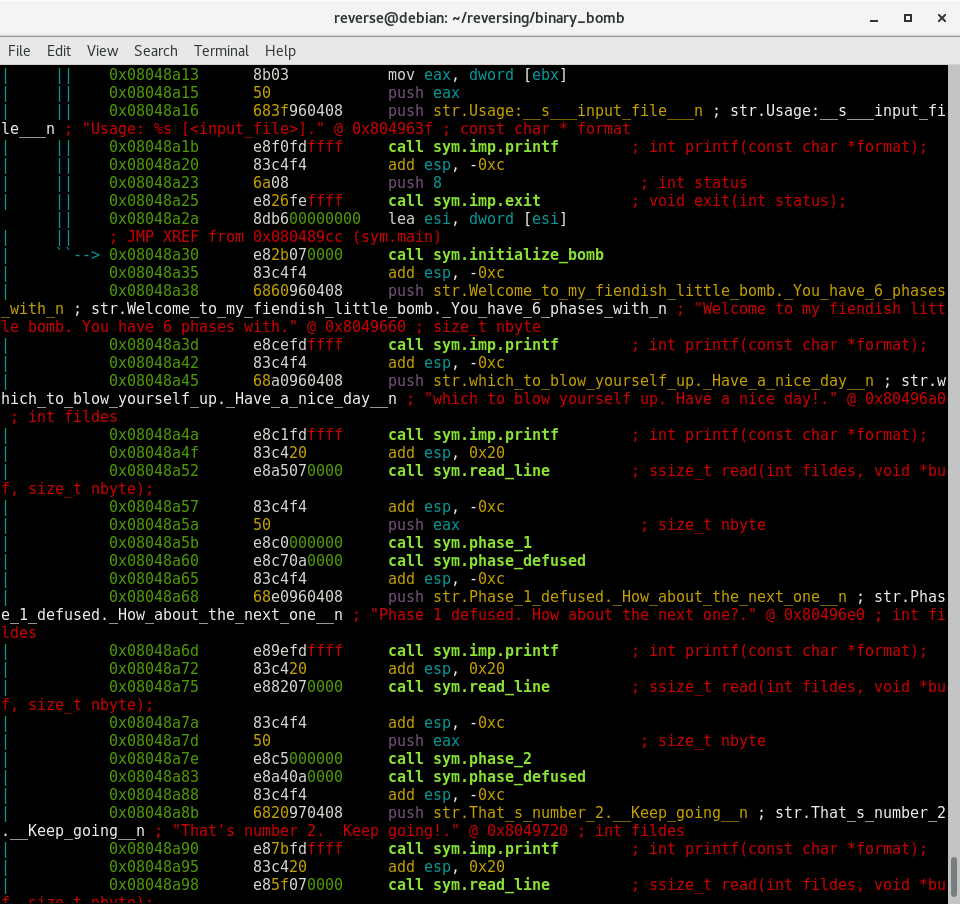 reverse@debian: ~/reversing/binary_bomb
File Edit View Search Terminal Help
| || 0x08048a13 8b03 mov eax, dword [ebx]
| || 0x08048a15 50 push eax
| || 0x08048a16 683f960408 push str.Usage:__s___input_file___n ; str.Usage:__s___input_fi
le___n ; "Usage: %s [<input_file>]." @ 0x804963f ; const char * format
| || 0x08048a1b e8f0fdffff call sym.imp.printf ; int printf(const char *format);
| || 0x08048a20 83c4f4 add esp, -0xc
| || 0x08048a23 6a08 push 8 ; int status
| || 0x08048a25 e826feffff call sym.imp.exit ; void exit(int status);
|| 0x08048a2a 8db600000000 lea esi, dword [esi]
| || ; JMP XREF from 0x080489cc (sym.main)
| ``--> 0x08048a30 e82b070000 call sym.initialize_bomb
| 0x08048a35 83c4f4 add esp, -0xc
| 0x08048a38 6860960408 push str.Welcome_to_my_fiendish_little_bomb._You_have_6_phases
_with_n ; str.Welcome_to_my_fiendish_little_bomb._You_have_6_phases_with_n ; "Welcome to my fiendish litt
le bomb. You have 6 phases with." @ 0x8049660 ; size_t nbyte
| 0x08048a3d e8cefdffff call sym.imp.printf ; int printf(const char *format);
| 0x08048a42 83c4f4 add esp, -0xc
| 0x08048a45 68a0960408 push str.which_to_blow_yourself_up._Have_a_nice_day__n ; str.w
hich_to_blow_yourself_up._Have_a_nice_day__n ; "which to blow yourself up. Have a nice day!." @ 0x80496a0
; int fildes
| 0x08048a4a e8c1fdffff call sym.imp.printf ; int printf(const char *format);
| 0x08048a4f 83c420 add esp, 0x20
| 0x08048a52 e8a5070000 call sym.read_line ; ssize_t read(int fildes, void *bu
f, size_t nbyte);
| 0x08048a57 83c4f4 add esp, -0xc
| 0x08048a5a 50 push eax ; size_t nbyte
| 0x08048a5b e8c0000000 call sym.phase_1
| 0x08048a60 e8c70a0000 call sym.phase_defused
| 0x08048a65 83c4f4 add esp, -0xc
| 0x08048a68 68e0960408 push str.Phase_1_defused._How_about_the_next_one__n ; str.Phas
e_1_defused._How_about_the_next_one__n ; "Phase 1 defused. How about the next one?." @ 0x80496e0 ; int fi
ldes
| 0x08048a6d e89efdffff call sym.imp.printf ; int printf(const char *format);
| 0x08048a72 83c420 add esp, 0x20
| 0x08048a75 e882070000 call sym.read_line ; ssize_t read(int fildes, void *bu
f, size_t nbyte);
| 0x08048a7a 83c4f4 add esp, -0xc
| 0x08048a7d 50 push eax ; size_t nbyte
| 0x08048a7e e8c5000000 call sym.phase_2
| 0x08048a83 e8a40a0000 call sym.phase_defused
| 0x08048a88 83c4f4 add esp, -0xc
| 0x08048a8b 6820970408 push str.That_s_number_2.__Keep_going__n ; str.That_s_number_2
.__Keep_going__n ; "That's number 2.  Keep going!." @ 0x8049720 ; int fildes
| 0x08048a90 e87bfdffff call sym.imp.printf ; int printf(const char *format);
| 0x08048a95 83c420 add esp, 0x20
| 0x08048a98 e85f070000 call sym.read_line ; ssize_t read(int fildes, void *bu
f, size_t nbyte);